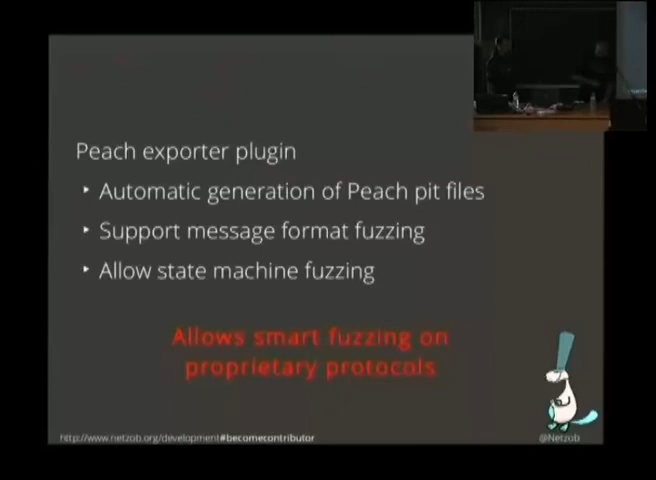 Peach exporter plugin
‣ Automatic generation of Peach pit files
‣ Support message format fuzzing
‣ Allow state machine fuzzing
Allows smart fuzzing on
proprietary protocols
http://www.netzob.org/development#becomecontributor
@Netzob